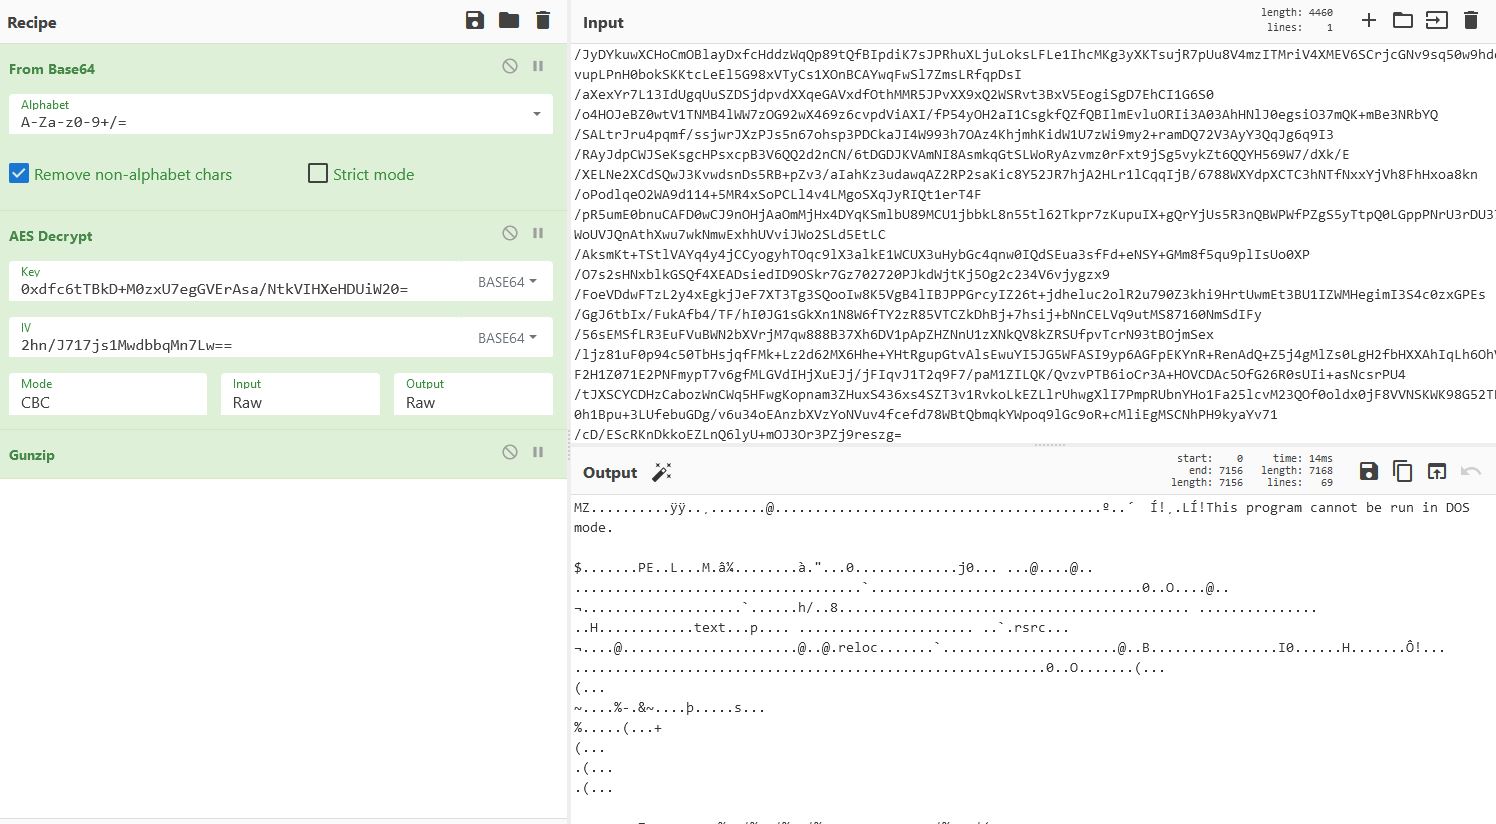 Recipe
From Base64
Alphabet
A-Za-z0-9+/=
Remove non-alphabet chars
Strict mode
AES Decrypt
Key
0xdfc6tTBkD+M0zxU7egGVErAsa/NtkVIHXeHDUiW20=
BASE64
IV
2hn/J717js1MwdbbqMn7Lw==
BASE64
Mode
CBC
Input
Raw
Output
Raw
Gunzip
Input
length: 4460
lines: 1
/JyDYkuwXCHoCmOBlayDxfcHddzWqQp89tQfBIpdiK7sJPRhuXLjuLoksLFLe1IhcMKg3yXKTsujR7pUu8V4mzITMriV4XMEV6SCrjcGNv9sq50w9hd
vupLPnH0bokSKKtcLeEl5G98xVTyCs1XOnBCAYwqFwSl7ZmsLRfqpDsI
/aXexYr7L13IdUgqUuSZDSjdpvdXXqeGAVxdfOthMMR5JPvXX9xQ2WSRvt3BxV5EogiSgD7EhCI1G6S0
/o4HOJeBZ0wtV1TNMB4lWW7zOG92wX469z6cvpdViAXI/fP54yOH2aI1CsgkfQZfQBIlmEvluORIi3A03AhHNlJ0egsiO37mQK+mBe3NRbYQ
/SALtrJru4pqmf/ssjwrJXzPJs5n67ohsp3PDCkaJI4W993h7OAz4KhjmhKidW1U7zWi9my2+ramDQ72V3AyY3QqJg6q9I3
/RAyJdpCWJSeKsgcHPsxcpB3V6QQ2d2nCN/6tDGDJKVAmNI8AsmkqGtSLWoRyAzvmz0rFxt9jSg5vykZt6QQYH569W7/dXk/E
/XELNe2XCdSQwJ3KvwdsnDs5RB+pZv3/aIahKz3udawqAZ2RP2saKic8Y52JR7hjA2HLr1lCqqIjB/6788WXYdpXCTC3hNTfNxxYjVh8FhHxoa8kn
/oPodlqeO2WA9d114+5MR4xSoPCLl4v4LMgoSXqJyRIQt1erT4F
/pR5umE0bnuCAFD0wCJ9nOHjAaOmMjHx4DYqKSmlbU89MCU1jbbkL8n55tl62Tkpr7zKupuIX+gQrYjUs5R3nQBWPWfPZgS5yTtpQ0LGppPNrU3rDU3
WoUVJQnAthXwu7wkNmwExhhUVviJWo2SLd5EtLC
/AksmKt+TStlVAYq4y4jCCyogyhTOqc9lX3alkE1WCUX3uHybGc4qnw0IQdSEua3sfFd+eNSY+GMm8f5qu9plIsUo0XP
/O7s2sHNxblkGSQf4XEADsiedID9OSkr7Gz702720PJkdWjtKj5Og2c234V6vjygzx9
/FoeVDdwFTzL2y4xEgkjJeF7XT3Tg3SQooIw8K5VgB4lIBJPPGrcyIZ26t+jdheluc2olR2u790Z3khi9HrtUwmEt3BU1IZWMHegimI3S4c0zxGPEs
/GgJ6tbIx/FukAfb4/TF/hI0JG1sGkXn1N8W6fTY2zR85VTCZkDhBj+7hsij+bNnCELVq9utMS87160NmSdIFy
/56sEMSfLR3EuFVuBWN2bXVrjM7qw888B37Xh6DV1pApZHZNnU1zXNkQV8kZRSUfpvTcrN93tBOjmSex
/ljz81uF0p94c50TbHsjqfFMk+Lz2d62MX6Hhe+YHtRgupGtvAlsEwuYI5JG5WFASI9yp6AGFpEKYnR+RenAdQ+Z5j4gMlZs0LgH2fbHXXAhIqLh6Oh
F2H1Z071E2PNFmypT7v6gfMLGVdIHjXuEJj/jFIqvJ1T2q9F7/paM1ZILQK/QvzvPTB6ioCr3A+HOVCDAc5OfG26R0sUIi+asNcsrPU4
/tJXSCYCDHzCabozWnCWq5HFwgKopnam3ZHuxS436xs4SZT3v1RvkoLkEZLlrUhwgXlI7PmpRUbnYHo1Fa25lcvM23QOf0oldx0jF8VVNSKWK98G52T
0h1Bpu+3LUfebuGDg/v6u34oEAnzbXVzYoNVuv4fcefd78WBtQbmqkYWpoq9lGc9oR+cMliEgMSCNhPH9kyaYv71
/cD/EScRKnDkkoEZLnQ6lyU+mOJ3Or3PZj9reszg=
Output
start: 0 time: 14ms
end: 7156 length: 7168
length: 7156 lines: 69
MZ..........ÿÿ..¸.......@.........................................º..´ Í!¸.LÍ!This program cannot be run in DOS
mode.
$.......PE..L...M.â¾........à."...0.............j0... ...@....@..
....................................`..................................0..O....@..
¬....................`......h/..8............................................ ...............
..H............text...p.... ...................... ..`.rsrc...
¬....@......................@..@.reloc.......`......................@..B................I0......H.......Ô!...
...........................................................0..O.......(...
(...
~....%-.&~....þ.....s...
%.....(...+
(...
.(...
.(...